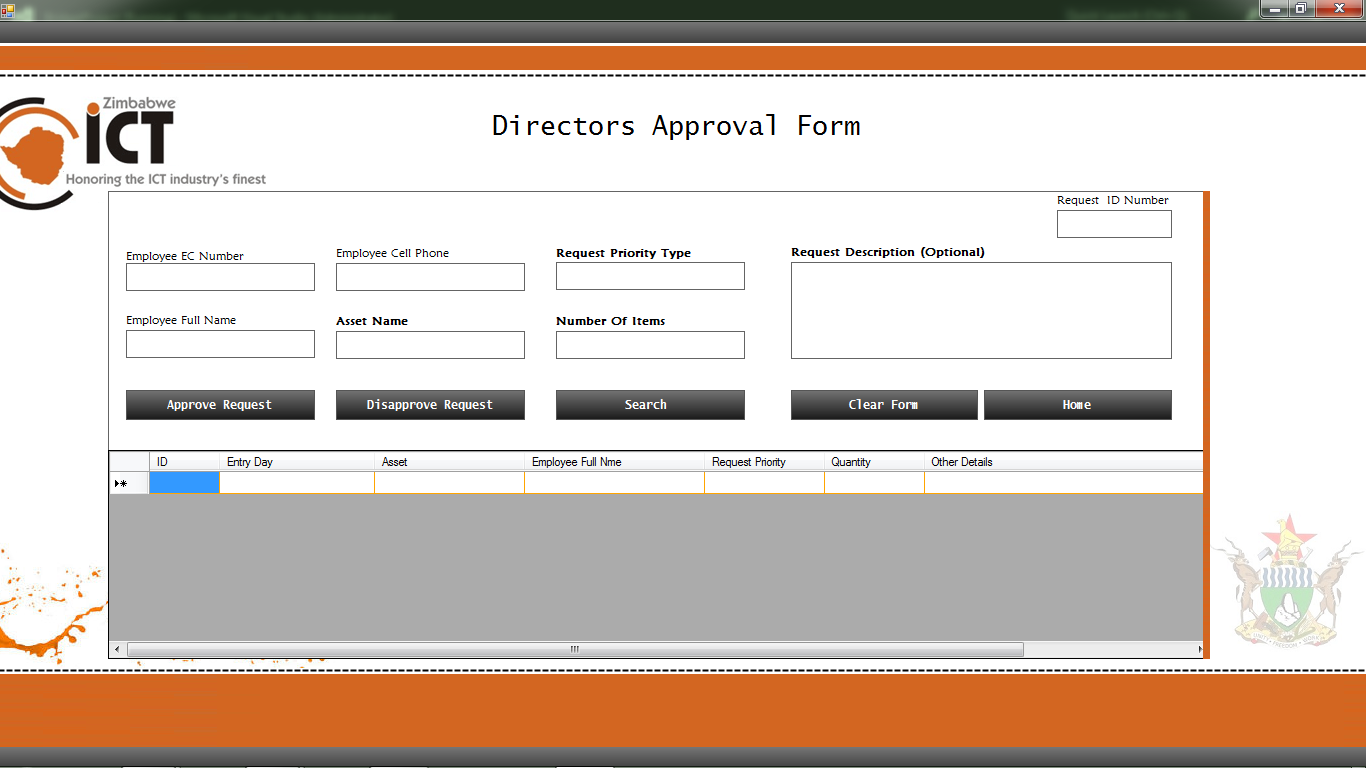 Zimbabwe
iCT
Honoring the ICT industry's finest
Directors Approval Form
Request ID Number
Employee EC Number
Employee Cell Phone
Request Priority Type
Request Description (Optional)
Employee Full Name
Asset Name
Number Of Items
Approve Request
Disapprove Request
Search
Clear Form
Home
ID Entry Day Asset Employee Full Nme Request Priority Quantity Other Details